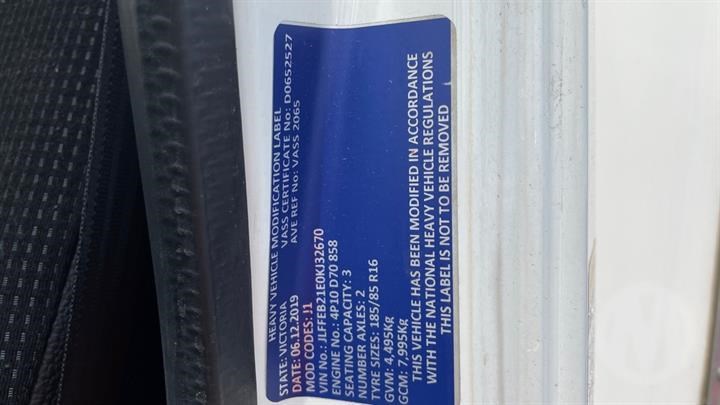 HEAVY VEHICLE MODIFICATION LABEL
STATE: VICTORIA VASS CERTIFICATE No: D0652527
DATE: 06.12.2019 AVE REF No: VASS 2065
MOD CODES: J1
VIN No: JLFFEB21E0KJ32670
ENGINE No: 4P10 D70 858
SEATING CAPACITY: 3
NUMBER AXLES: 2
TYRE SIZES: 185/85 R16
GVM: 4,495Kg
GCM: 7,995Kg
THIS VEHICLE HAS BEEN MODIFIED IN ACCORDANCE
WITH THE NATIONAL HEAVY VEHICLE REGULATIONS
THIS LABEL IS NOT TO BE REMOVED